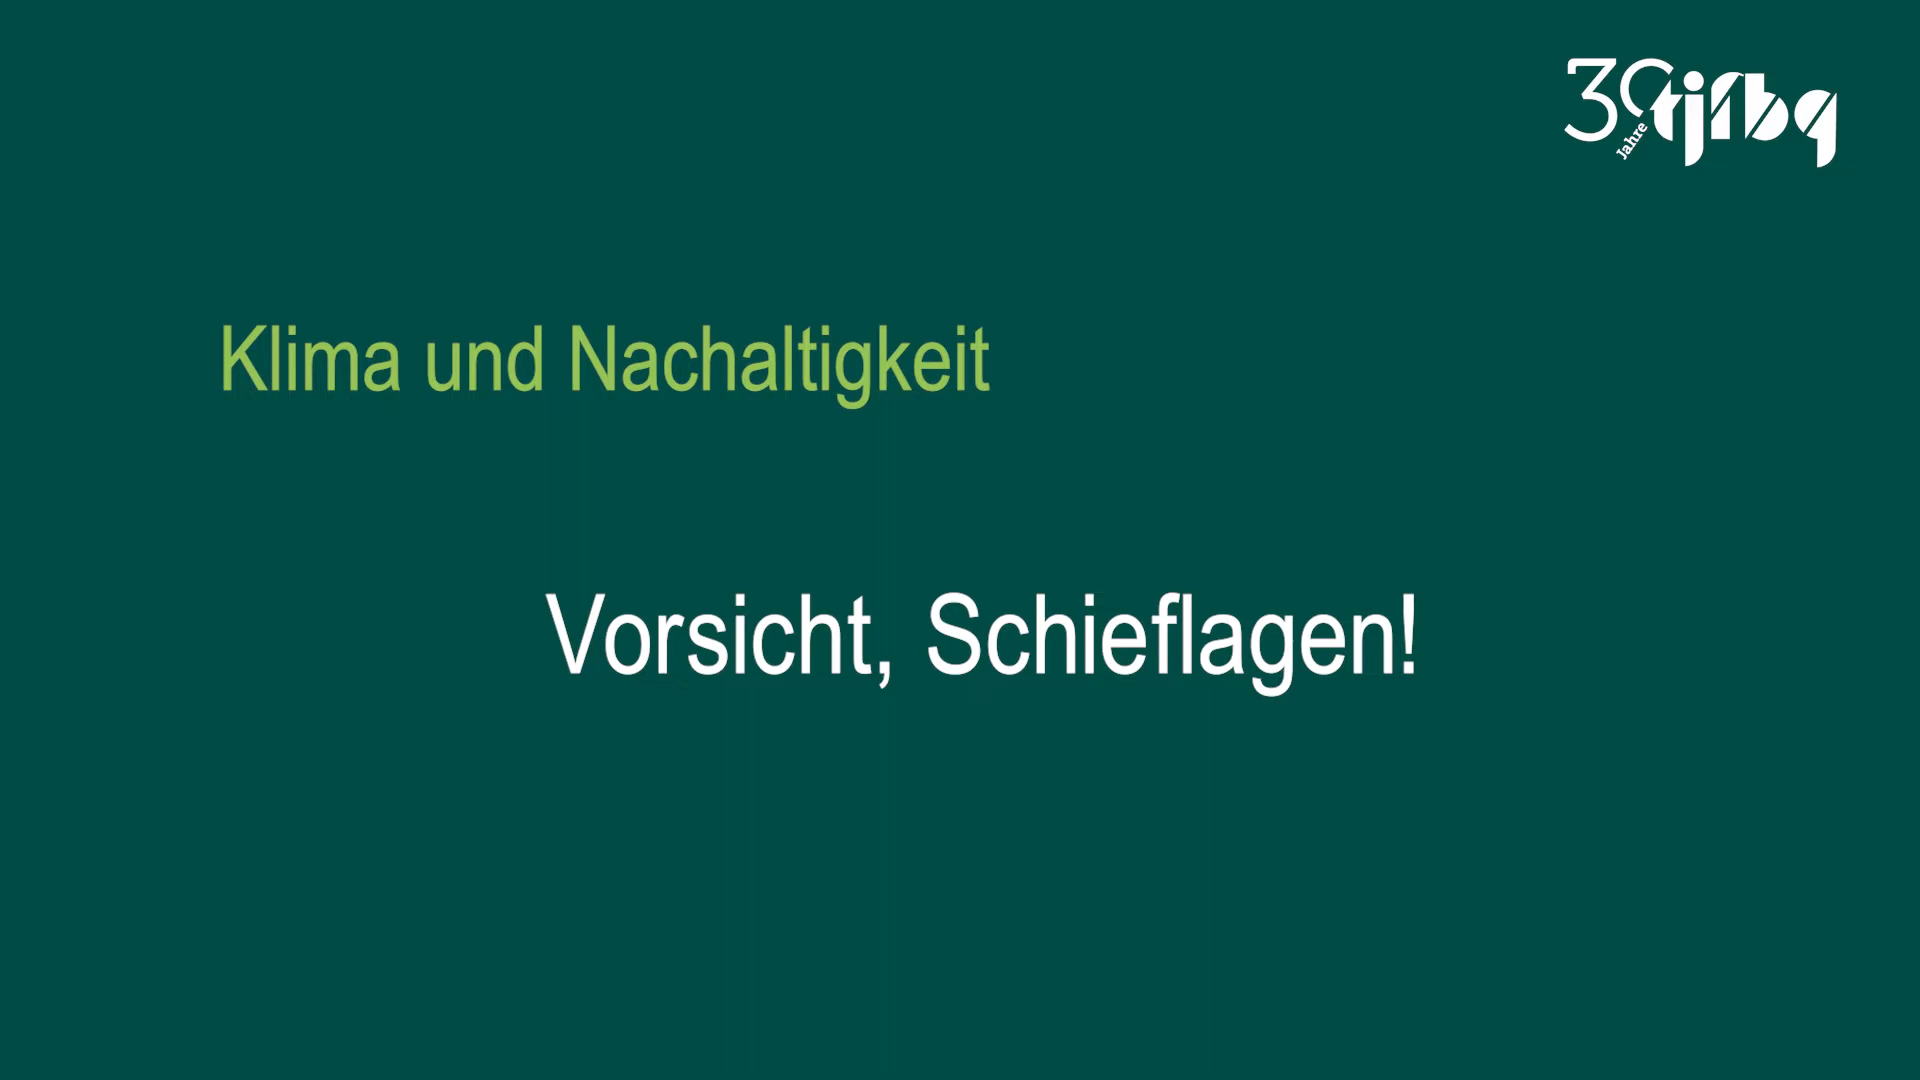 30 Jahre tjfbg
Klima und Nachaltigkeit
Vorsicht, Schieflagen!